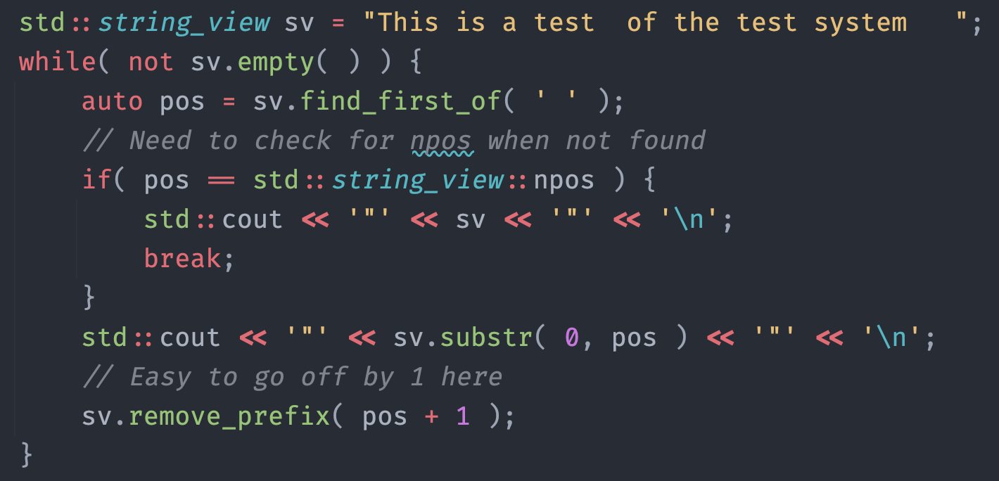 std::string_view sv = "This is a test  of the test system   ";
while( not sv.empty( ) ) {
    auto pos = sv.find_first_of( ' ' );
    // Need to check for npos when not found
    if( pos == std::string_view::npos ) {
        std::cout << '"' << sv << '"' << '\n';
        break;
    }
    std::cout << '"' << sv.substr( 0, pos ) << '"' << '\n';
    // Easy to go off by 1 here
    sv.remove_prefix( pos + 1 );
}